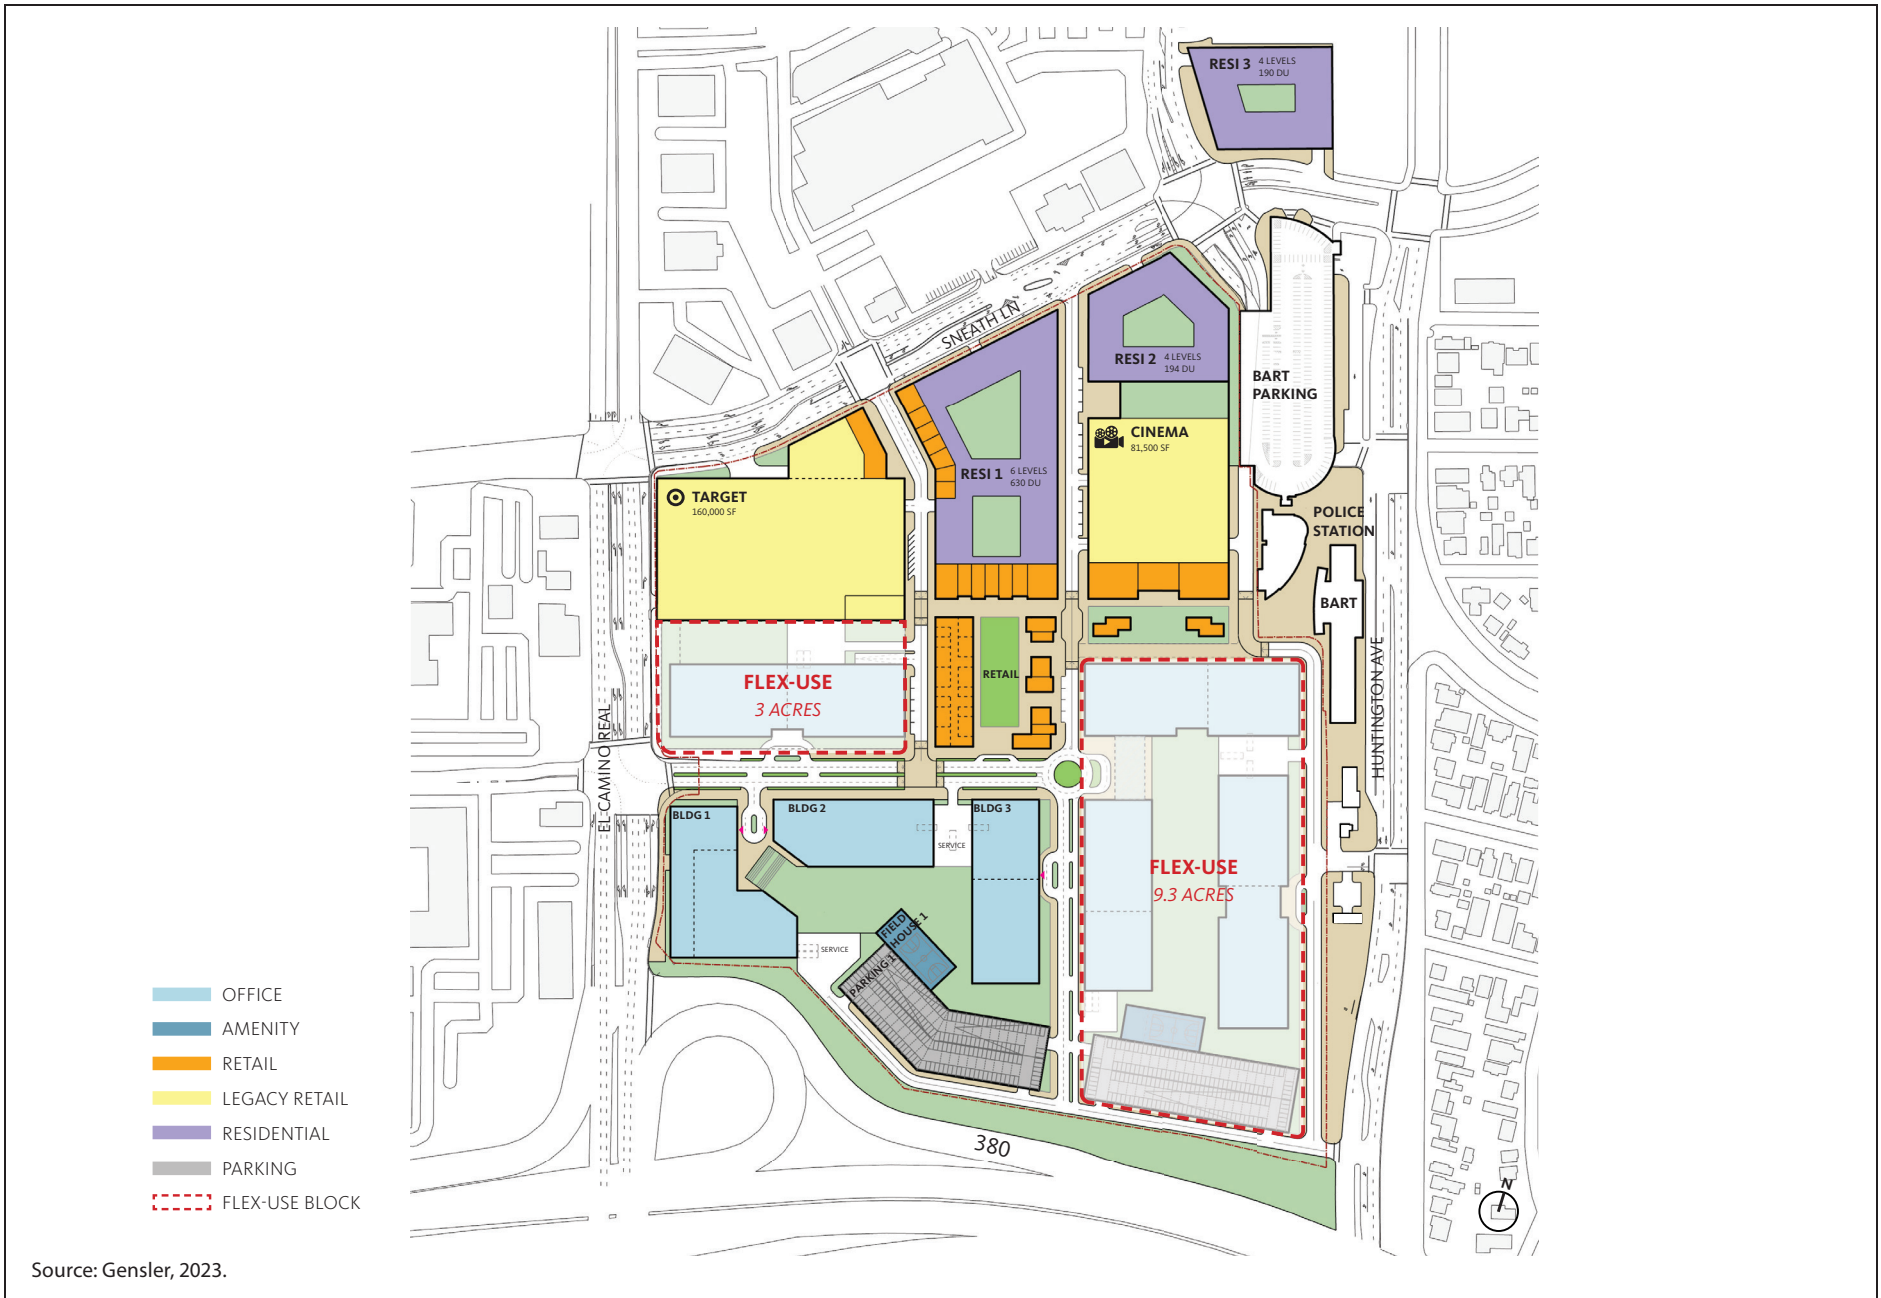 RESI 3 4 LEVELS
190 DU
SNEATH LN
RESI 2 4 LEVELS
194 DU
BART
PARKING
CINEMA
81,500 SF
RESI 1 6 LEVELS
630 DU
TARGET
160,000 SF
POLICE
STATION
BART
RETAIL
FLEX-USE
3 ACRES
EL CAMINO REAL
HUNTINGTON AVE
BLDG 1
BLDG 2
BLDG 3
SERVICE
FLEX-USE
9.3 ACRES
FIELD
HOUSE 1
SERVICE
PARKING 1
380
N
OFFICE
AMENITY
RETAIL
LEGACY RETAIL
RESIDENTIAL
PARKING
FLEX-USE BLOCK
Source: Gensler, 2023.